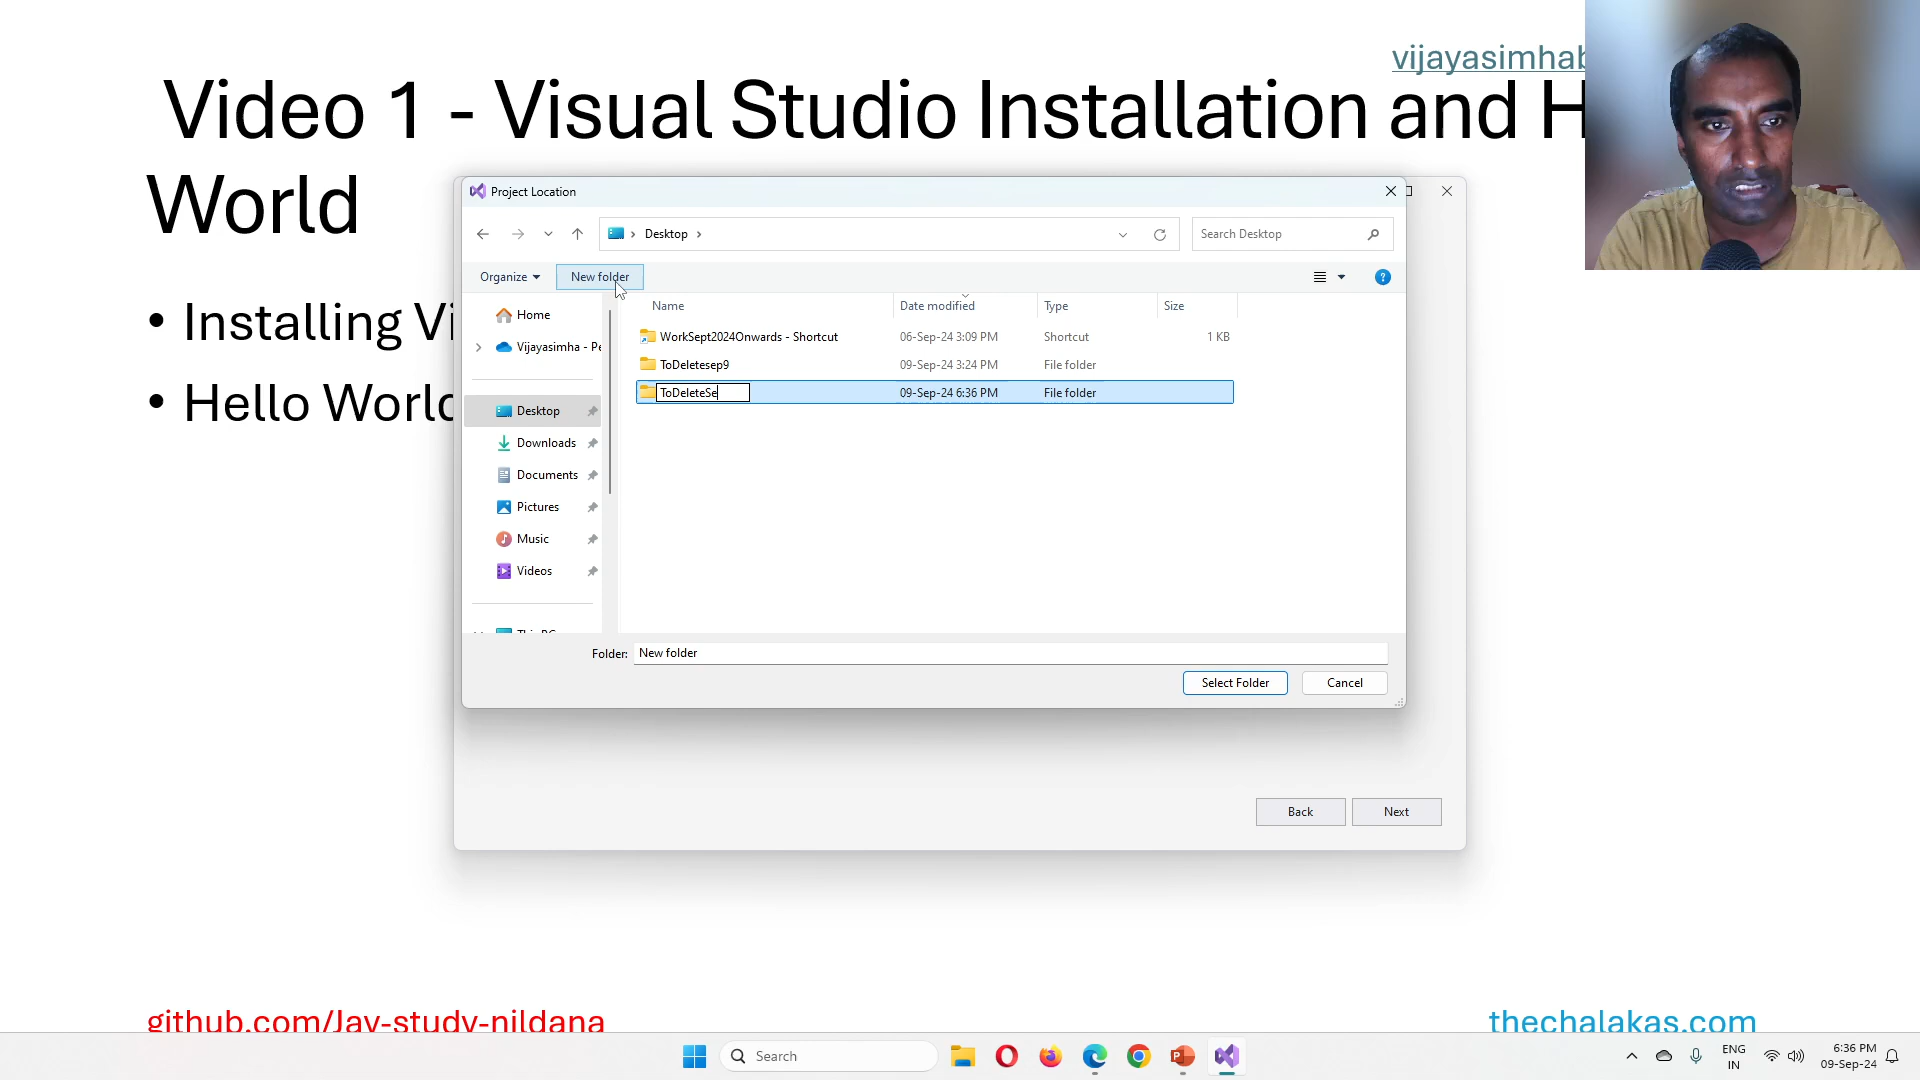 vijayasimhab
Video 1 - Visual Studio Installation and H
World
Installing Vi
Hello World
Project Location
Desktop
Search Desktop
Organize
New folder
Name
Date modified
Type
Size
Home
Vijayasimha - Pe
Desktop
Downloads
Documents
Pictures
Music
Videos
WorkSept2024Onwards - Shortcut
06-Sep-24 3:09 PM
Shortcut
1 KB
ToDeletesep9
09-Sep-24 3:24 PM
File folder
ToDeleteSe
09-Sep-24 6:36 PM
File folder
Folder:
New folder
Select Folder
Cancel
Back
Next
github.com/Jay-study-nildana
thechalakas.com
Search
ENG
IN
6:36 PM
09-Sep-24